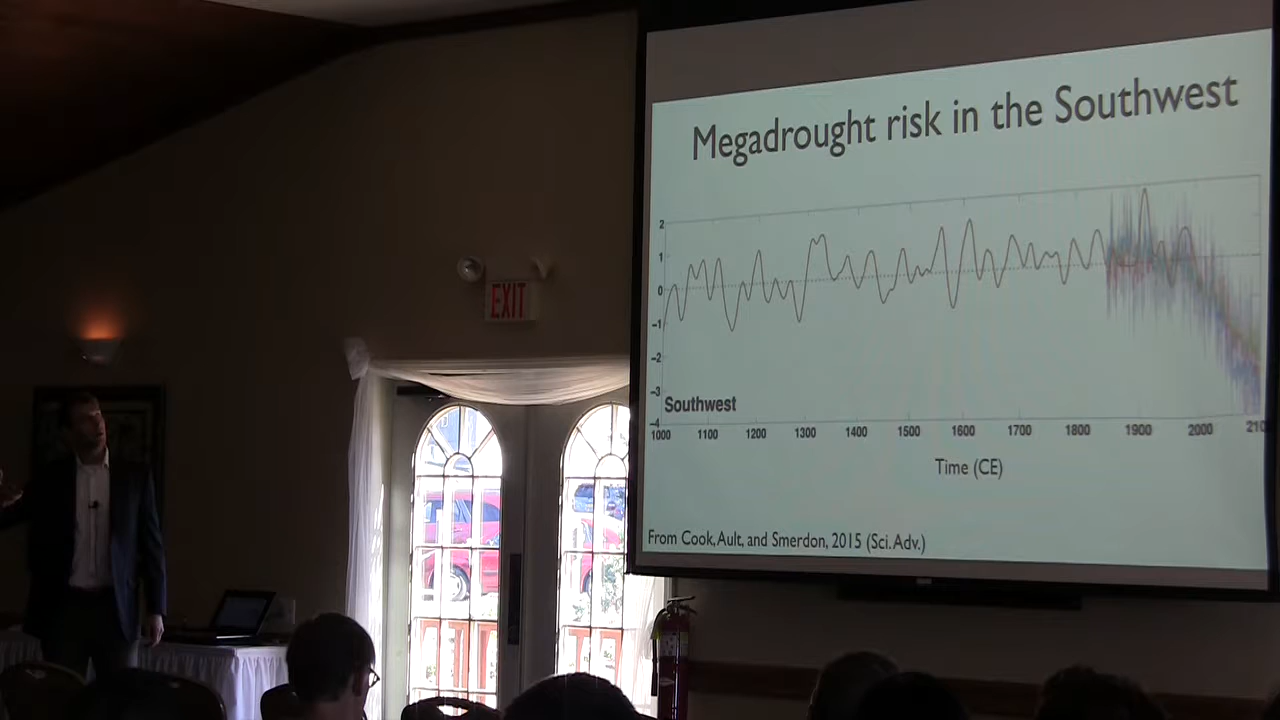 Megadrought risk in the Southwest
2
1
0
-1
-2
-3
-4
Southwest
1000 1100 1200 1300 1400 1500 1600 1700 1800 1900 2000 210
Time (CE)
From Cook, Ault, and Smerdon, 2015 (Sci. Adv.)
EXIT